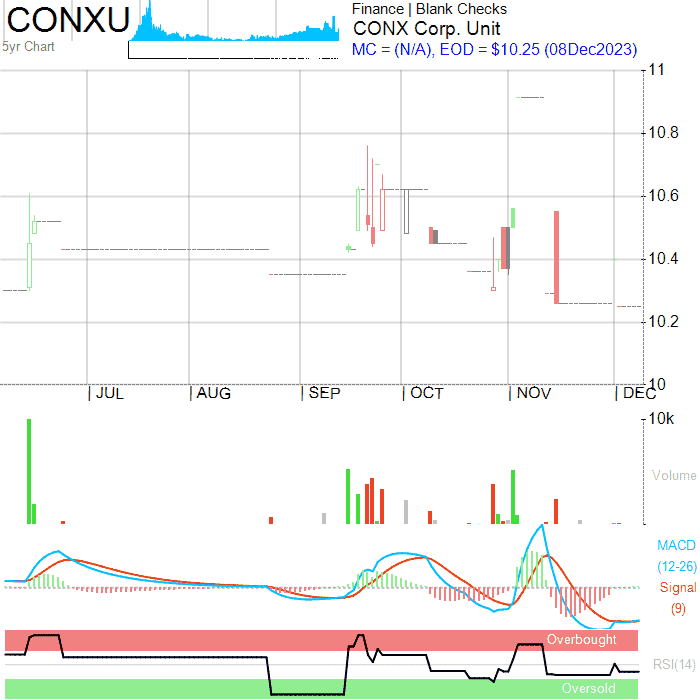 CONXU
5yr Chart
Finance | Blank Checks
CONX Corp. Unit
MC = (N/A), EOD = $10.25 (08Dec2023)
11
10.8
10.6
10.4
10.2
10
JUL
AUG
SEP
OCT
NOV
DEC
10k
Volume
MACD
(12-26)
Signal
(9)
Overbought
RSI(14)
Oversold